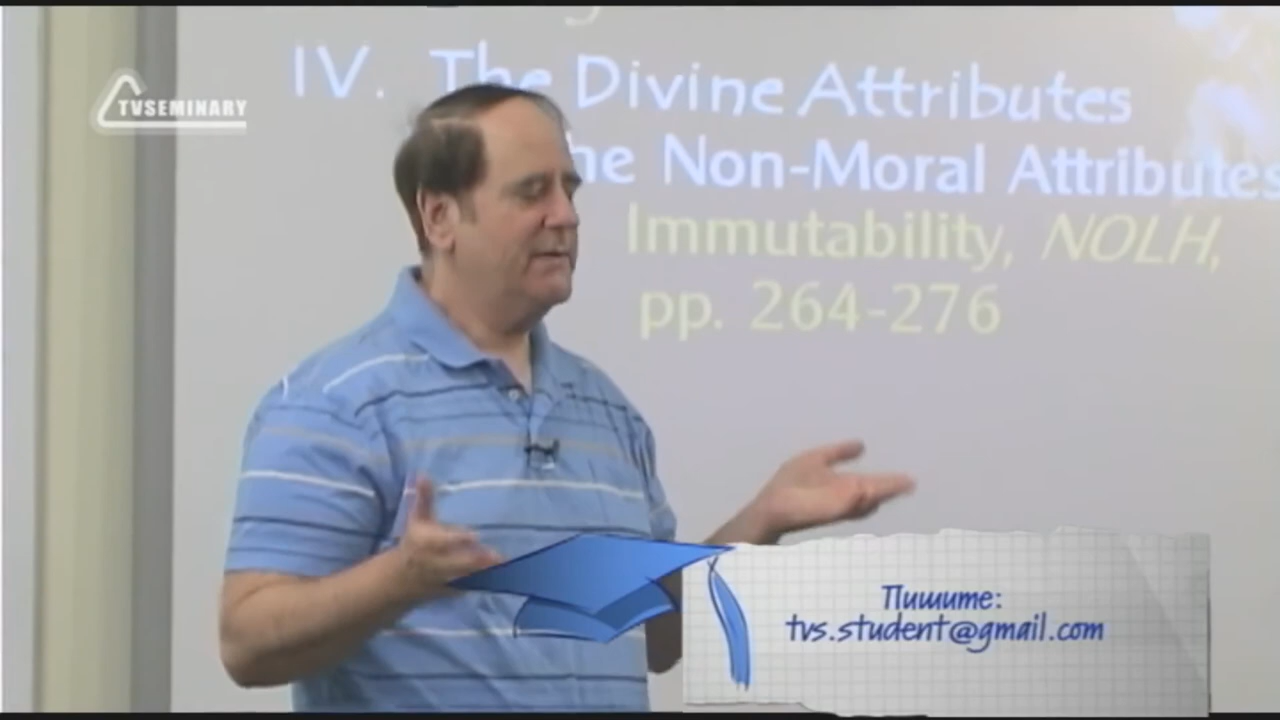 TVSEMINARY
IV. The Divine Attributes
he Non-Moral Attributes
Immutability, NOLH,
pp. 264-276
Пишите:
tvs.student@gmail.com